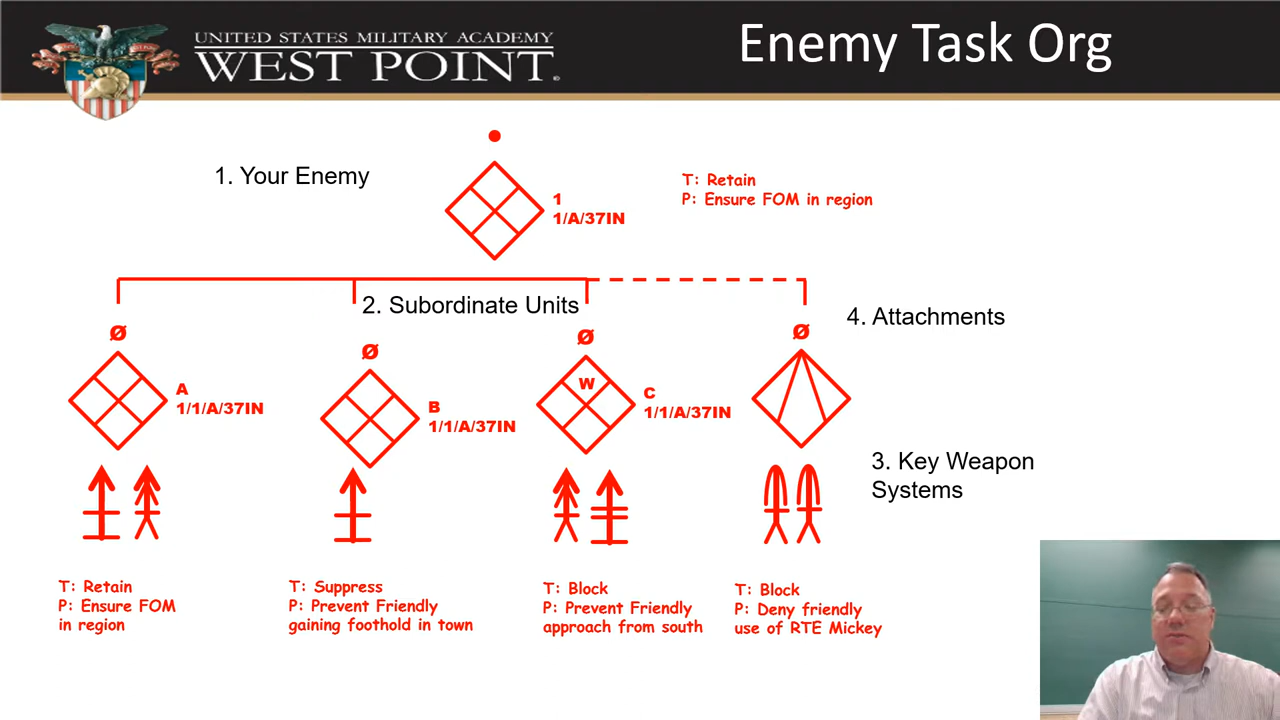 UNITED STATES MILITARY ACADEMY
WEST POINT.
Enemy Task Org
1. Your Enemy
1
1/A/37IN
T: Retain
P: Ensure FOM in region
2. Subordinate Units
4. Attachments
Ø
Ø
Ø
Ø
A
1/1/A/37IN
B
1/1/A/37IN
W
C
1/1/A/37IN
3. Key Weapon
Systems
T: Retain
P: Ensure FOM
in region
T: Suppress
P: Prevent Friendly
gaining foothold in town
T: Block
P: Prevent Friendly
approach from south
T: Block
P: Deny friendly
use of RTE Mickey